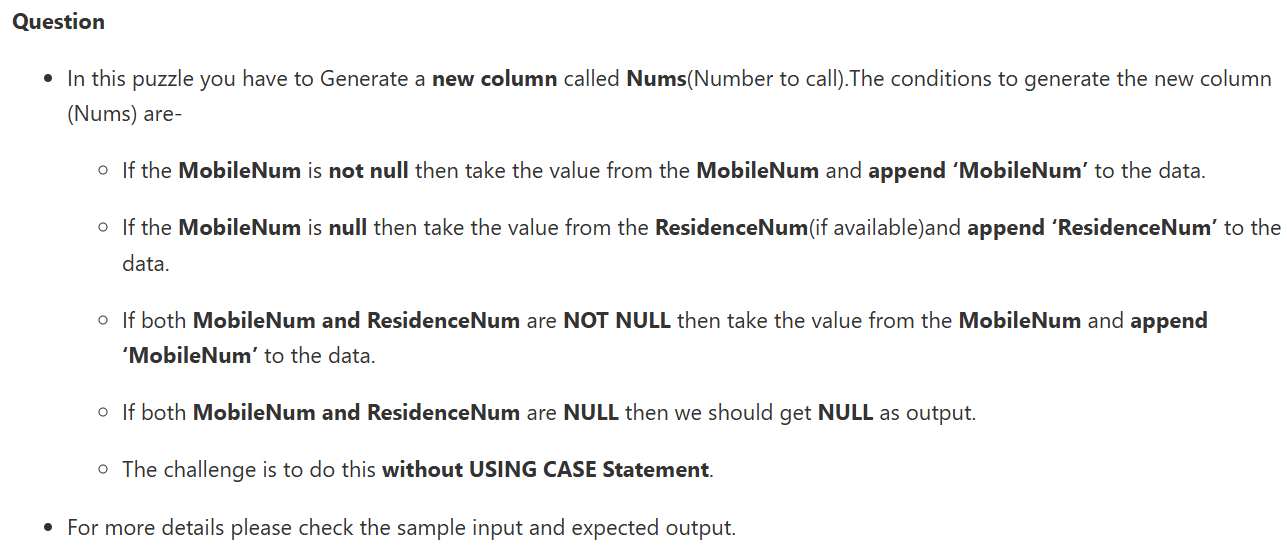 Question
In this puzzle you have to Generate a new column called Nums(Number to call).The conditions to generate the new column
(Nums) are-
If the MobileNum is not null then take the value from the MobileNum and append ‘MobileNum’ to the data.
If the MobileNum is null then take the value from the ResidenceNum(if available)and append ‘ResidenceNum’ to the
data.
If both MobileNum and ResidenceNum are NOT NULL then take the value from the MobileNum and append
‘MobileNum’ to the data.
If both MobileNum and ResidenceNum are NULL then we should get NULL as output.
The challenge is to do this without USING CASE Statement.
For more details please check the sample input and expected output.